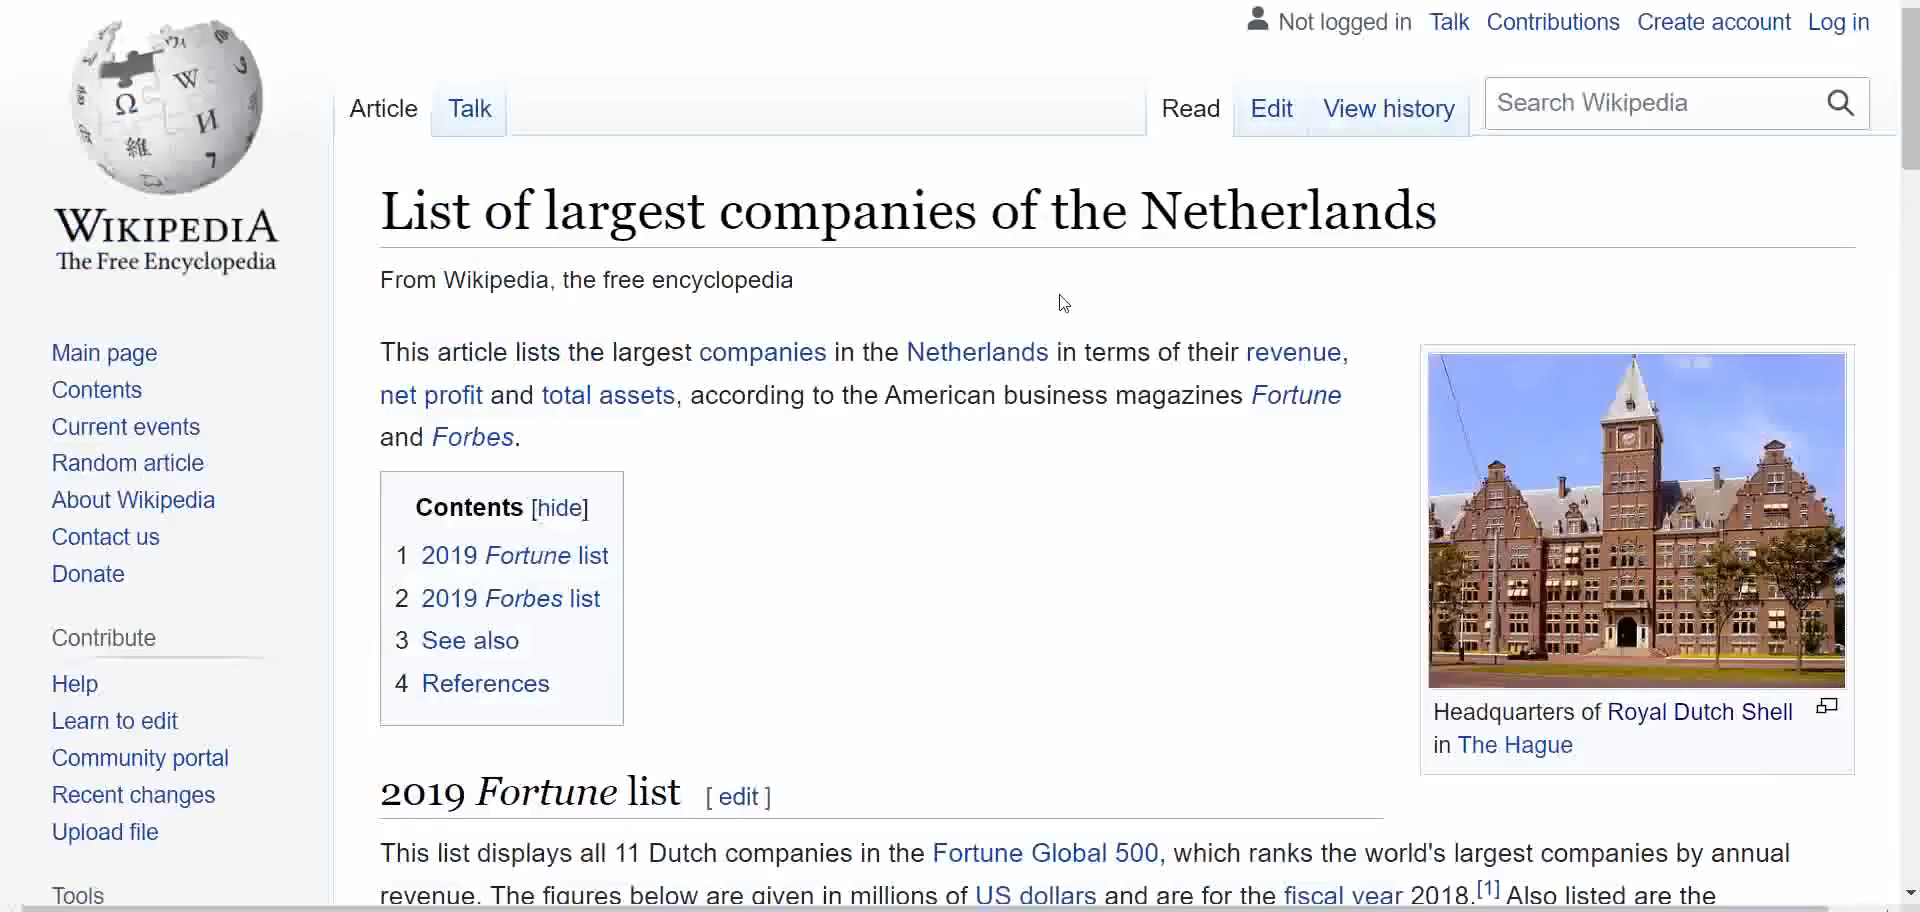 Not logged in Talk Contributions Create account Log in
Article Talk Read Edit View history Search Wikipedia
WIKIPEDIA
The Free Encyclopedia
Main page
Contents
Current events
Random article
About Wikipedia
Contact us
Donate
Contribute
Help
Learn to edit
Community portal
Recent changes
Upload file
Tools
List of largest companies of the Netherlands
From Wikipedia, the free encyclopedia
This article lists the largest companies in the Netherlands in terms of their revenue,
net profit and total assets, according to the American business magazines Fortune
and Forbes.
Contents [hide]
1 2019 Fortune list
2 2019 Forbes list
3 See also
4 References
Headquarters of Royal Dutch Shell
in The Hague
2019 Fortune list [ edit ]
This list displays all 11 Dutch companies in the Fortune Global 500, which ranks the world's largest companies by annual
revenue. The figures below are given in millions of US dollars and are for the fiscal year 2018.[1] Also listed are the